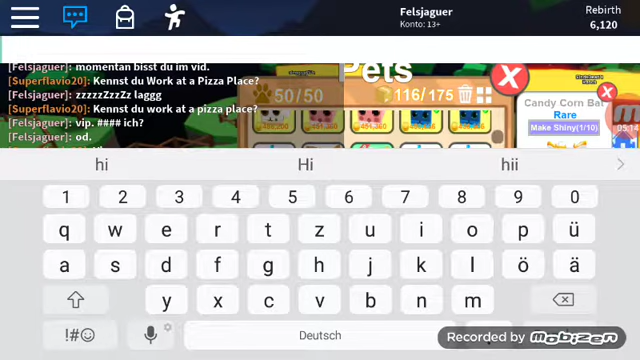 Felsjaguer
Konto: 13+
Rebirth
6,120
[Felsjaguer]: momentan bisst du im vid.
[Superflavio20]: Kennst du Work at a Pizza Place?
[Felsjaguer]: zzzzzZzzZz laggg
[Superflavio20]: Kennst du work at a pizza place?
[Felsjaguer]: vip. #### ich?
[Felsjaguer]: od.
Pets
50/50
116/175
X
X
Candy Corn Bat
Rare
Make Shiny(1/10)
05:14
hi
Hi
hii
1 2 3 4 5 6 7 8 9 0
q w e r t z u i o p ü
a s d f g h j k l ö ä
y x c v b n m
!#☺
Deutsch
Recorded by Mobizen